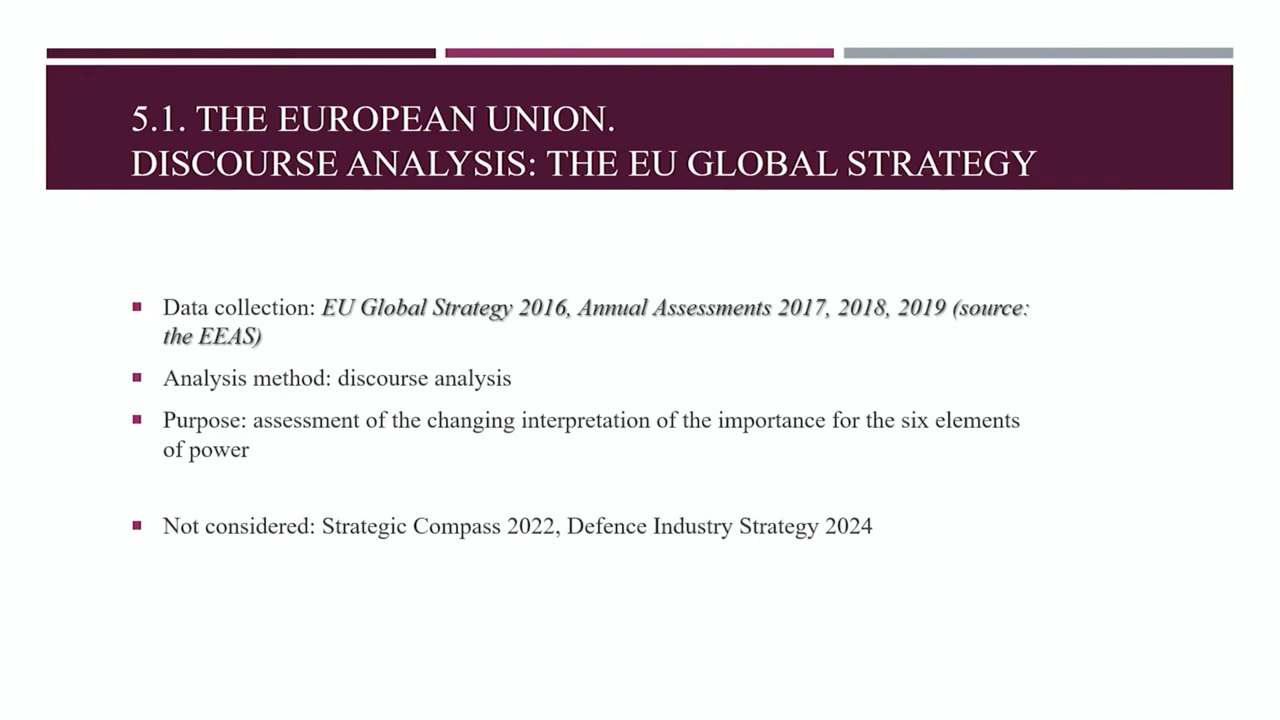 5.1. THE EUROPEAN UNION.
DISCOURSE ANALYSIS: THE EU GLOBAL STRATEGY
Data collection: EU Global Strategy 2016, Annual Assessments 2017, 2018, 2019 (source:
the EEAS)
Analysis method: discourse analysis
Purpose: assessment of the changing interpretation of the importance for the six elements
of power
Not considered: Strategic Compass 2022, Defence Industry Strategy 2024